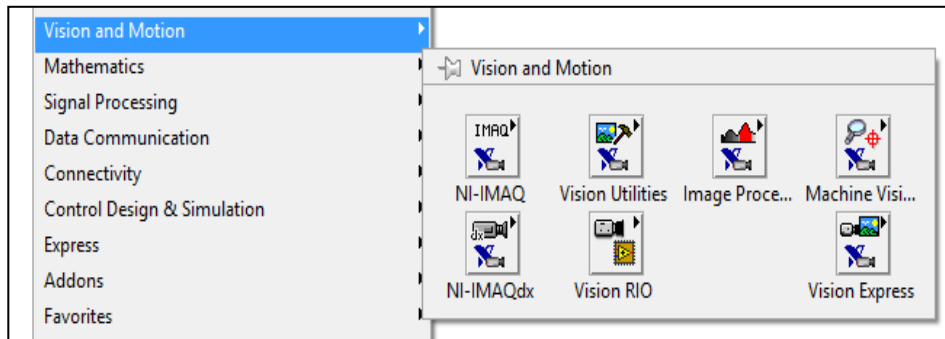 Vision and Motion
Mathematics
Signal Processing
Data Communication
Connectivity
Control Design & Simulation
Express
Addons
Favorites
Vision and Motion
IMAQ
NI-IMAQ
Vision Utilities
Image Proce...
Machine Visi...
dx
NI-IMAQdx
Vision RIO
Vision Express